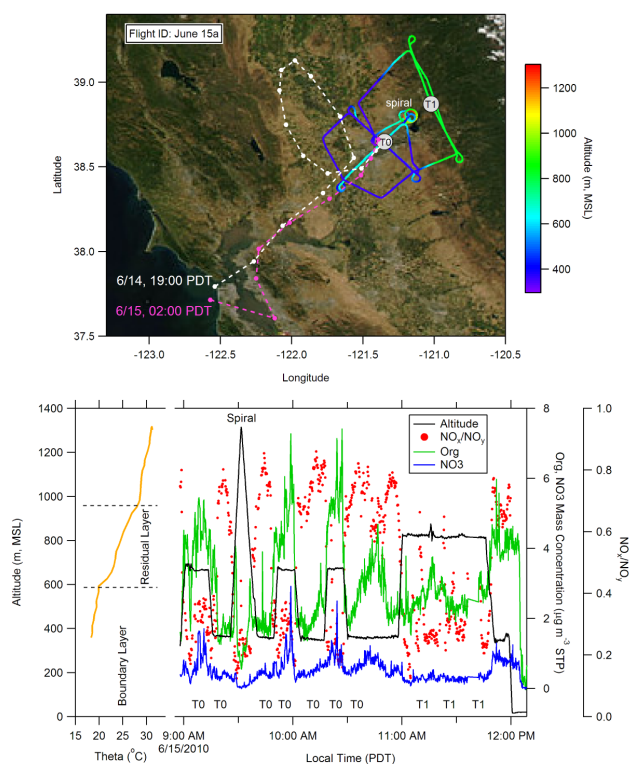 Flight ID: June 15a
39.0
38.5
38.0
37.5
Latitude
spiral
T1
T0
6/14, 19:00 PDT
6/15, 02:00 PDT
-123.0
-122.5
-122.0
-121.5
-121.0
-120.5
Longitude
1200
1000
800
600
400
Altitude (m, MSL)
1400
1200
1000
800
600
400
200
0
Altitude (m, MSL)
Residual Layer
Boundary Layer
15
20
25
30
Theta (°C)
Spiral
Altitude
NOx/NOy
Org
NO3
T0
T0
T0
T0
T0
T0
T0
T1
T1
T1
9:00 AM
6/15/2010
10:00 AM
11:00 AM
12:00 PM
Local Time (PDT)
8
6
4
2
0
Org, NO3 Mass Concentration (µg m⁻³ STP)
1.0
0.8
0.6
0.4
0.2
0.0
NOx/NOy